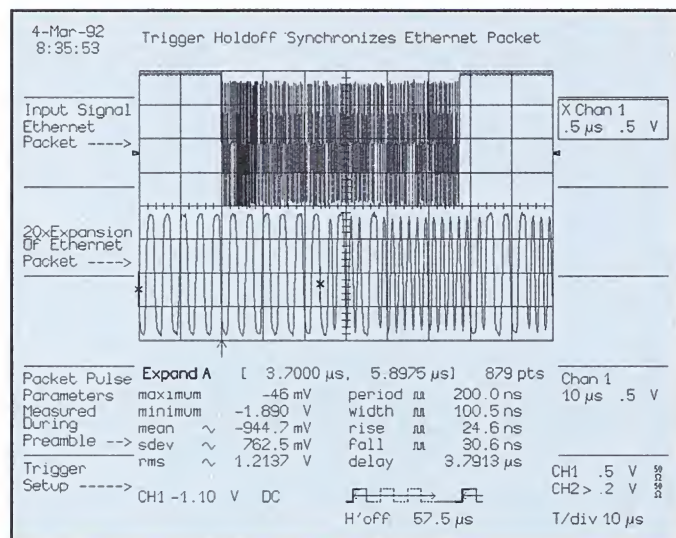 4-Mar-92
8:35:53
Trigger Holdoff Synchronizes Ethernet Packet
Input Signal
Ethernet
Packet ---->
X Chan 1
.5 µs .5 V
20xExpansion
Of Ethernet
Packet ---->
Expand A [ 3.7000 µs, 5.8975 µs] 879 pts
Packet Pulse
Parameters
Measured
During
Preamble -->
maximum -46 mV period 200.0 ns
minimum -1.890 V width 100.5 ns
mean ~ -944.7 mV rise 24.6 ns
sdev ~ 762.5 mV fall 30.6 ns
rms ~ 1.2137 V delay 3.7913 µs
Chan 1
10 µs .5 V
Trigger
Setup ----->
CH1 -1.10 V DC
H'off 57.5 µs
CH1 .5 V 50 Ω
CH2 > .2 V 50 Ω
T/div 10 µs